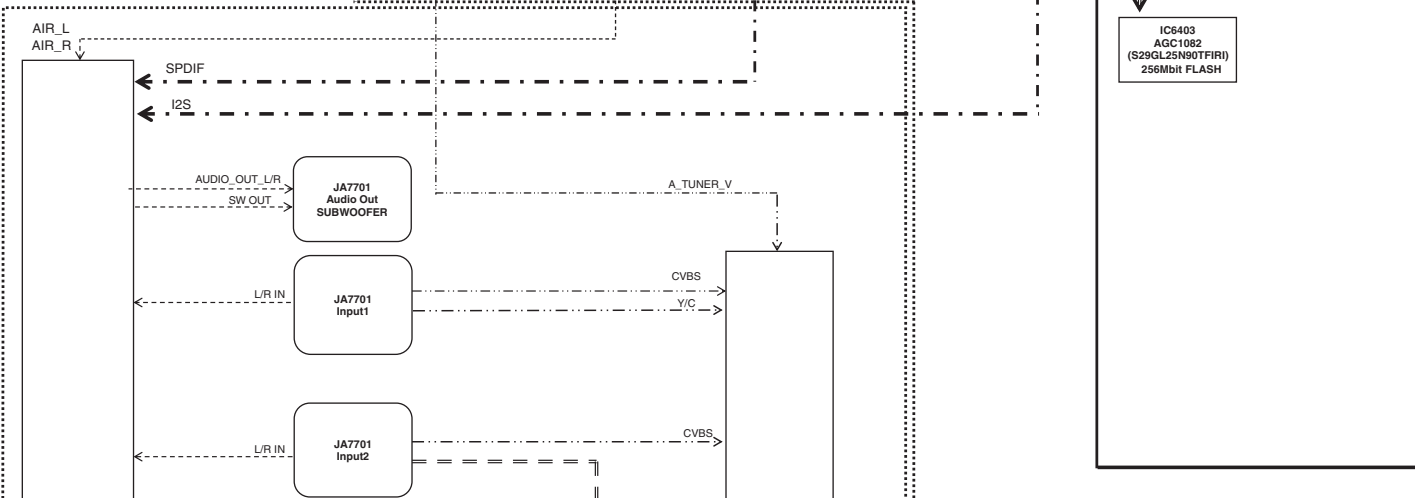 AIR_L
AIR_R
SPDIF
I2S
IC6403
AGC1082
(S29GL25N90TFIRI)
256Mbit FLASH
AUDIO_OUT_L/R
SW OUT
JA7701
Audio Out
SUBWOOFER
A_TUNER_V
L/R IN
JA7701
Input1
CVBS
Y/C
L/R IN
JA7701
Input2
CVBS